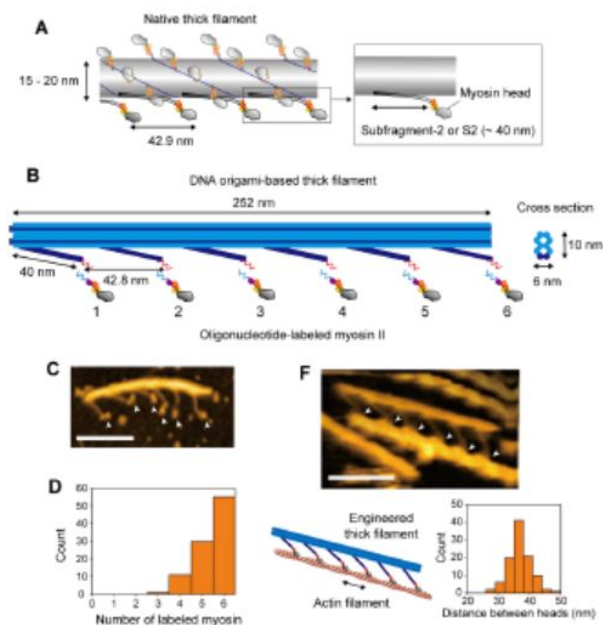 Native thick filament
A
15 - 20 nm
42.9 nm
Myosin head
Subfragment-2 or S2 (~ 40 nm)
B
DNA origami-based thick filament
252 nm
Cross section
10 nm
6 nm
40 nm
42.8 nm
1 2 3 4 5 6
Oligonucleotide-labeled myosin II
C
F
D
60
50
40
30
20
10
0
Count
0 1 2 3 4 5 6
Number of labeled myosin
Engineered
thick filament
Actin filament
50
40
30
20
10
0
Count
20 30 40 50
Distance between heads (nm)